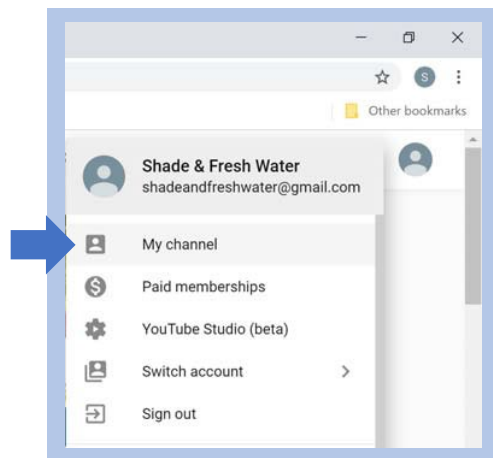 S
Other bookmarks
Shade & Fresh Water
shadeandfreshwater@gmail.com
My channel
Paid memberships
YouTube Studio (beta)
Switch account
Sign out